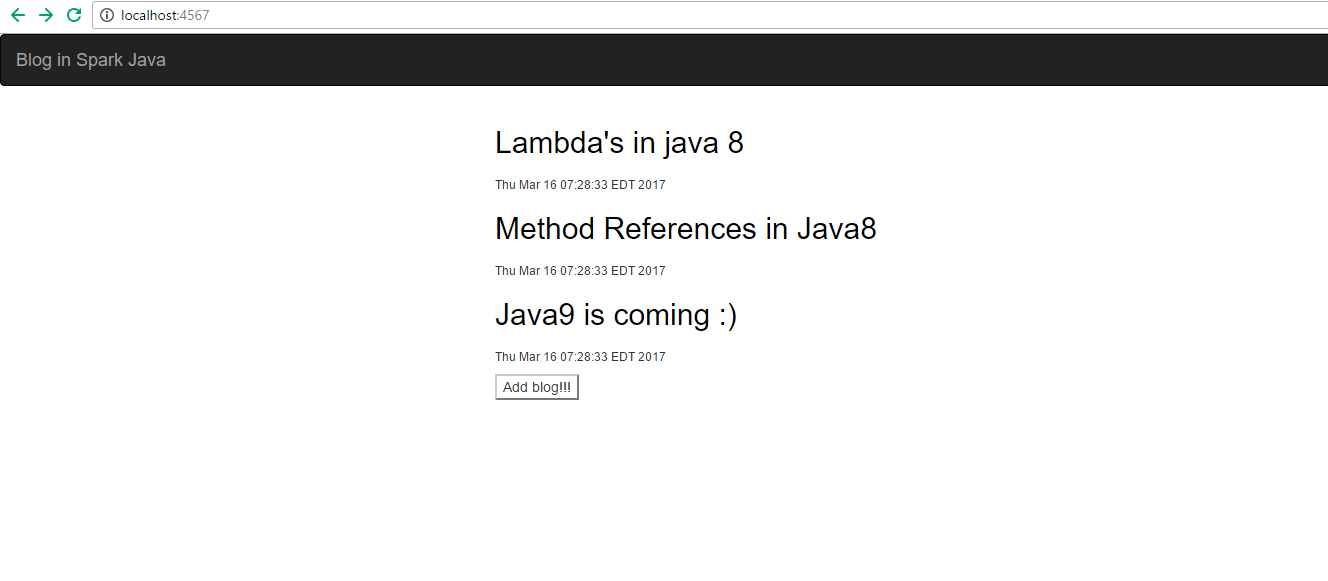 localhost:4567
Blog in Spark Java
Lambda's in java 8
Thu Mar 16 07:28:33 EDT 2017
Method References in Java8
Thu Mar 16 07:28:33 EDT 2017
Java9 is coming :)
Thu Mar 16 07:28:33 EDT 2017
Add blog!!!